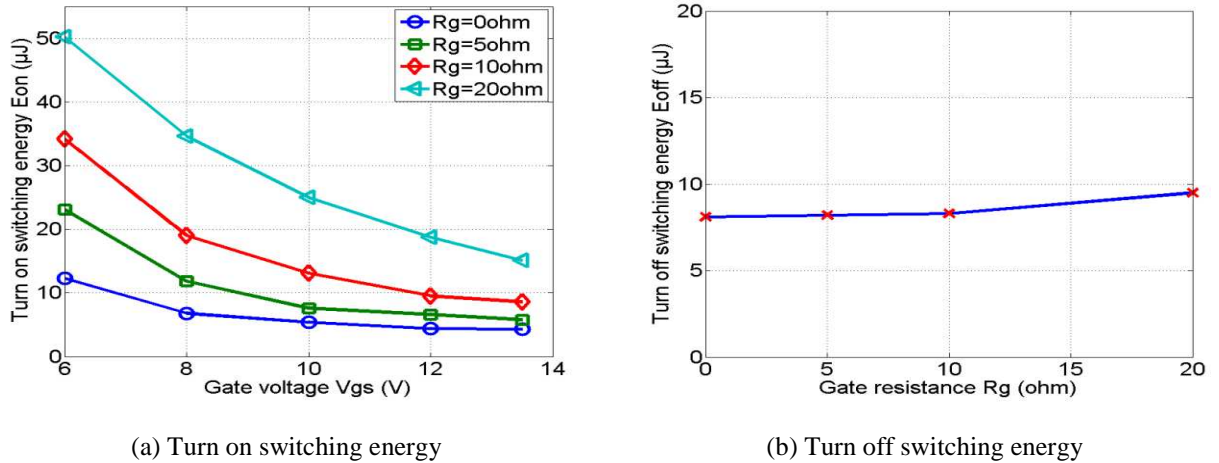 Turn on switching energy Eon (µJ)
50
40
30
20
10
0
6
8
10
12
14
Gate voltage Vgs (V)
Rg=0ohm
Rg=5ohm
Rg=10ohm
Rg=20ohm
(a) Turn on switching energy
Turn off switching energy Eoff (µJ)
20
15
10
5
0
0
5
10
15
20
Gate resistance Rg (ohm)
(b) Turn off switching energy